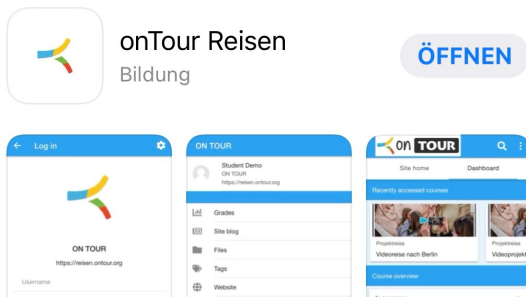 onTour Reisen
Bildung
ÖFFNEN
Log in
ON TOUR
https://reisen.ontour.org
Username
ON TOUR
Student Demo
ON TOUR
https://reisen.ontour.org
Grades
Site blog
Files
Tags
Website
on TOUR
Site home Dashboard
Recently accessed courses
Projektreise
Videoreise nach Berlin
Projektreise
Videoprojekt
Course overview